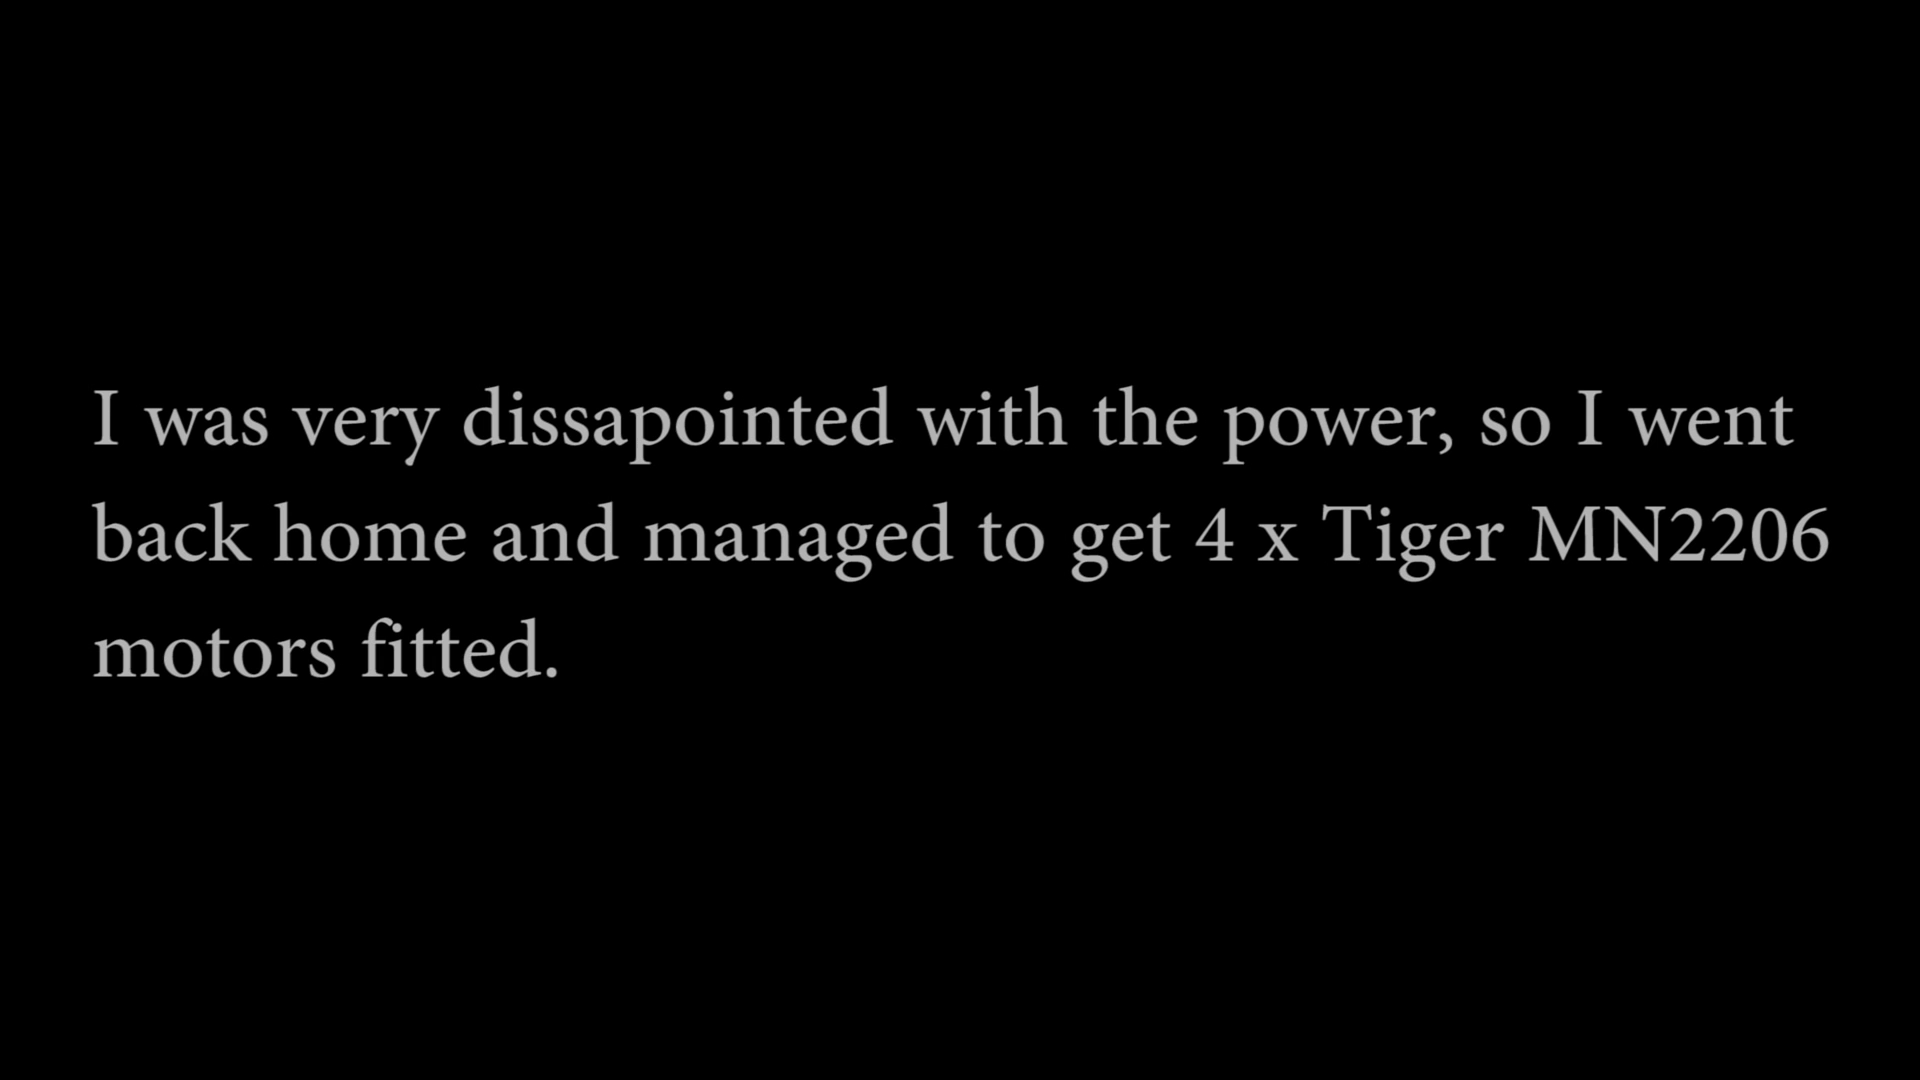 I was very dissapointed with the power, so I went
back home and managed to get 4 x Tiger MN2206
motors fitted.